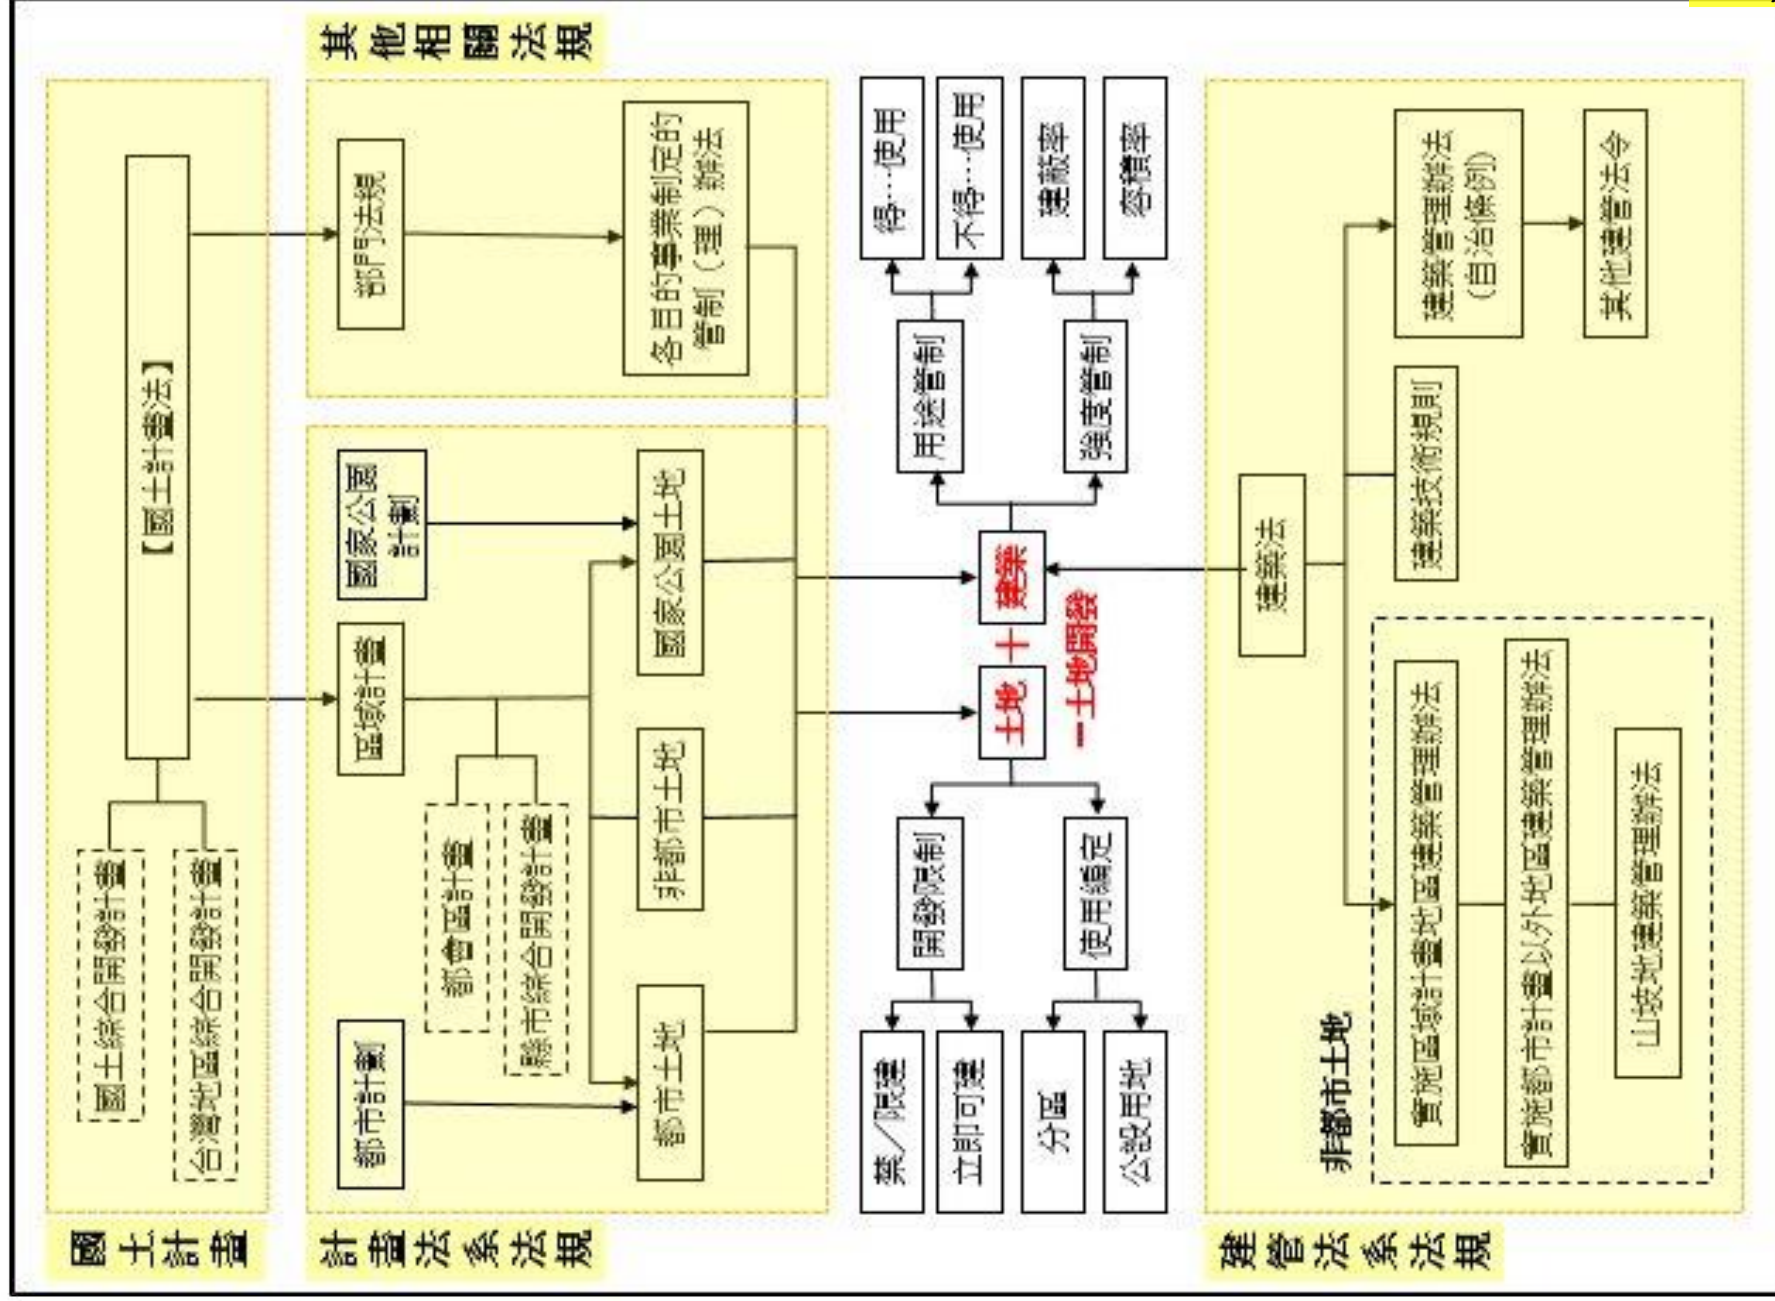 國土計畫
【國土計畫法】
國土綜合開發計畫
台灣地區綜合開發計畫
計畫法系法規
其他相關法規
都市計劃
區域計畫
國家公園
計劃
部門法規
都會區計畫
縣市綜合開發計畫
都市土地
非都市土地
國家公園土地
各目的事業制定的
管制（理）辦法
禁／限建
立即可建
分區
公設用地
開發限制
使用編定
土地
＋
建築
－土地開發
用途管制
強度管制
得…使用
不得…使用
建蔽率
容積率
建管法系法規
建築法
非都市土地
實施區域計畫地區建築管理辦法
實施都市計畫以外地區建築管理辦法
山坡地建築管理辦法
建築技術規則
建築管理辦法
（自治條例）
其他建管法令